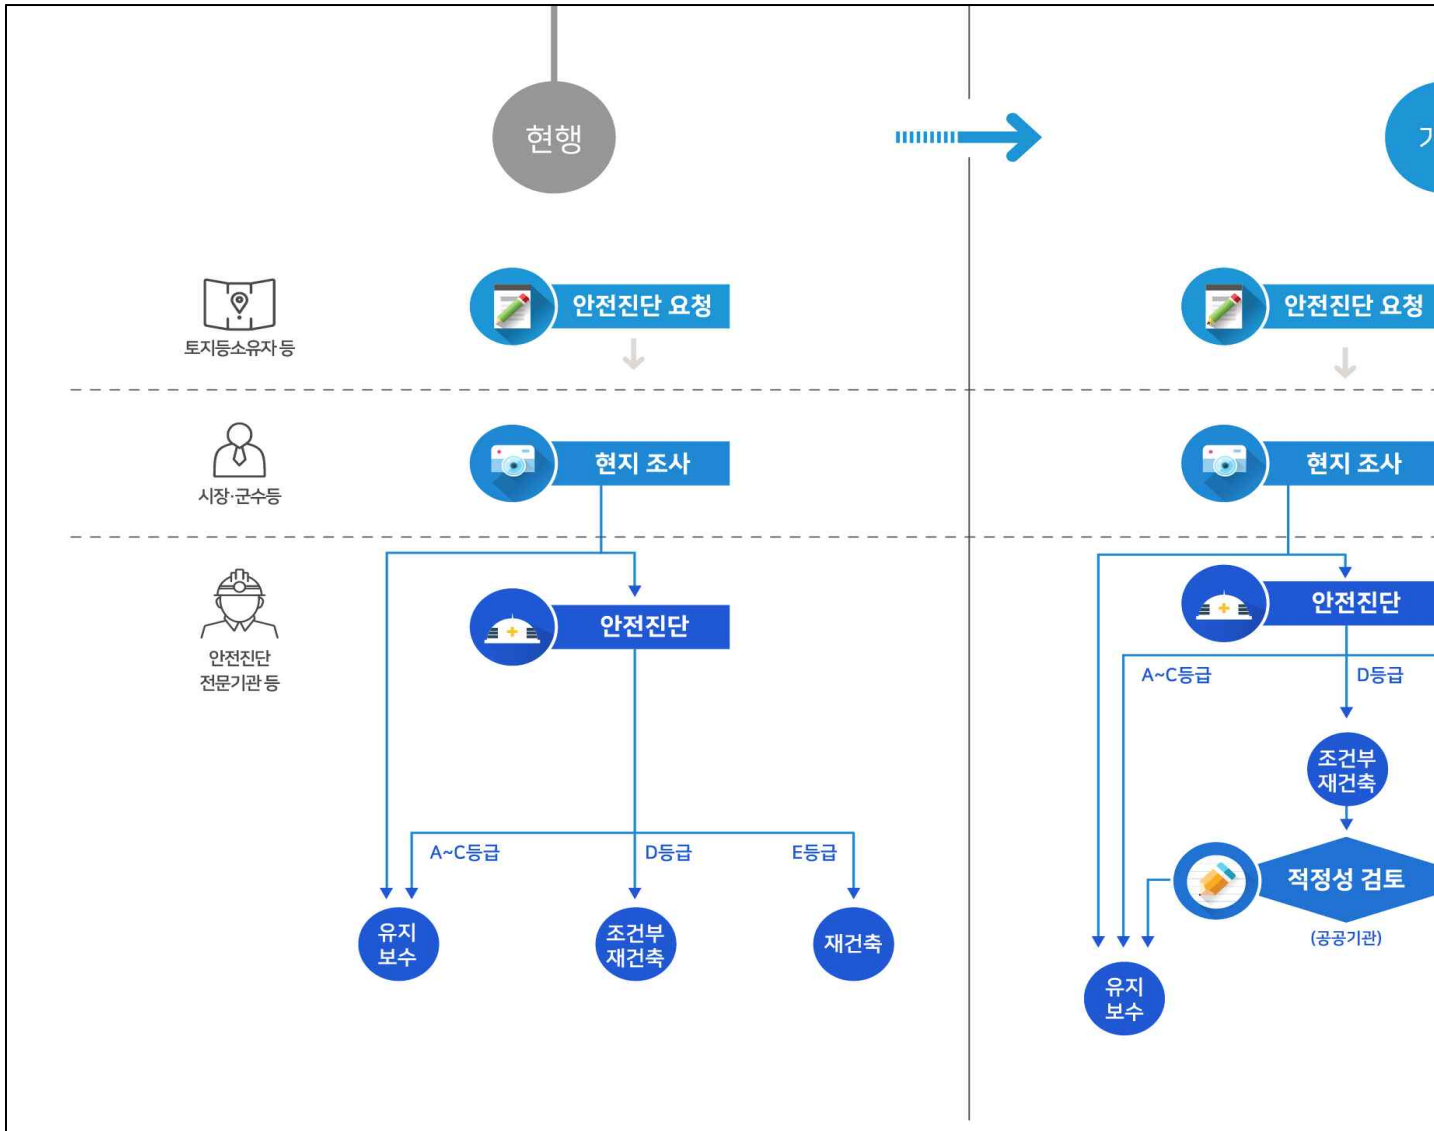 현행
안전진단 요청
토지등소유자 등
현지 조사
시장·군수등
안전진단
안전진단
전문기관 등
A~C등급
D등급
E등급
유지
보수
조건부
재건축
재건축
안전진단 요청
현지 조사
안전진단
A~C등급
D등급
조건부
재건축
적정성 검토
(공공기관)
유지
보수